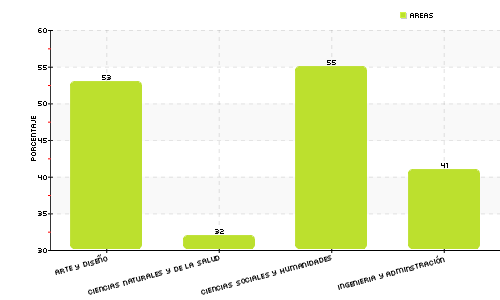 AREAS
60
55
50
45
40
35
30
PORCENTAJE
53
32
55
41
ARTE Y DISEÑO
CIENCIAS NATURALES Y DE LA SALUD
CIENCIAS SOCIALES Y HUMANIDADES
INGENIERIA Y ADMINSTRACIÓN